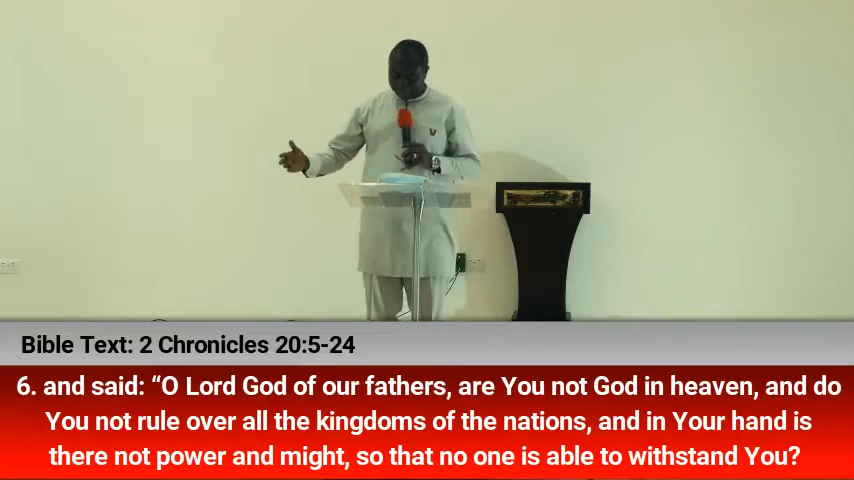 Bible Text: 2 Chronicles 20:5-24
6. and said: “O Lord God of our fathers, are You not God in heaven, and do
You not rule over all the kingdoms of the nations, and in Your hand is
there not power and might, so that no one is able to withstand You?